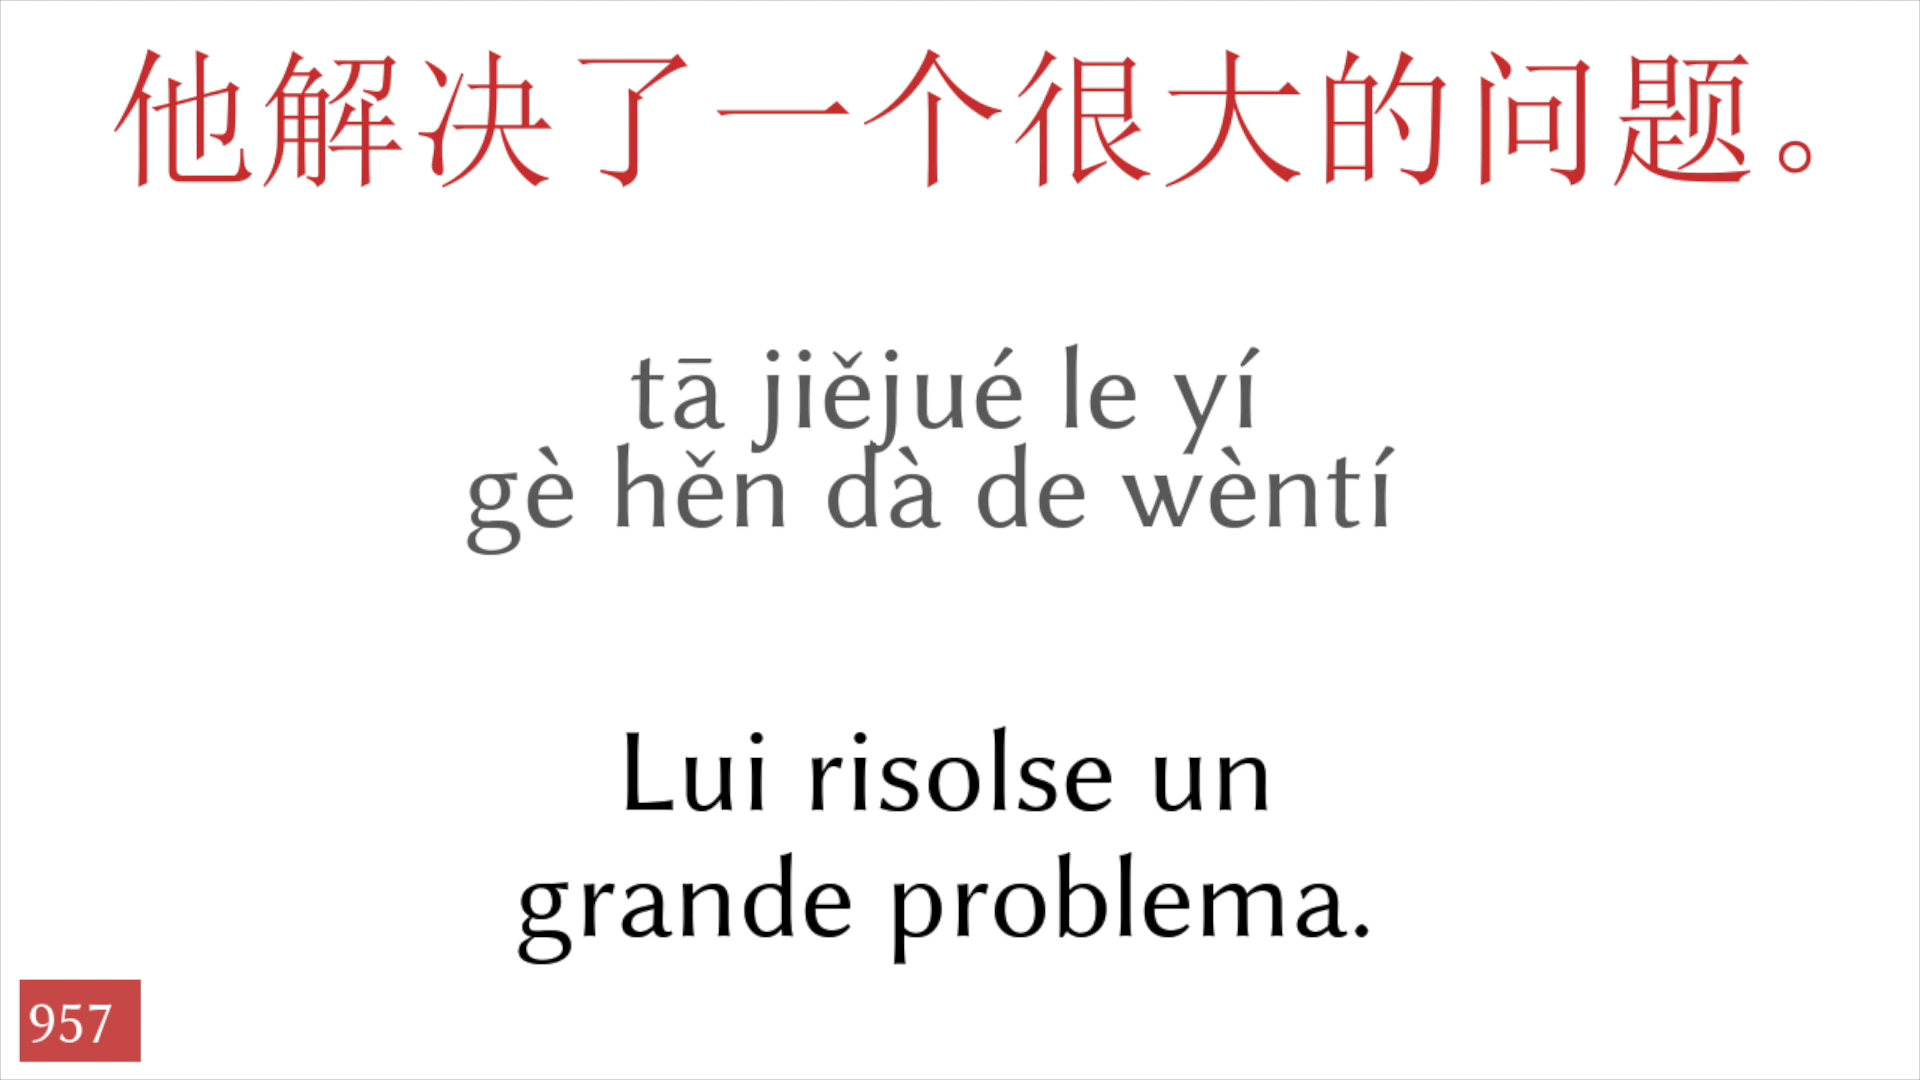 他解决了一个很大的问题。
tā jiějué le yí
gè hěn dà de wèntí
Lui risolse un
grande problema.
957